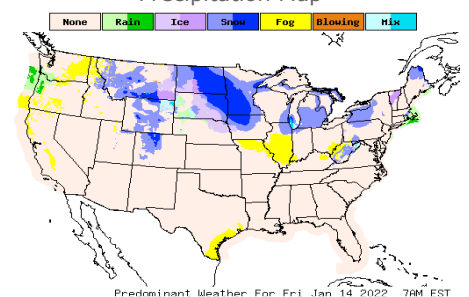 Precipitation Map
None Rain Ice Snow Fog Blowing Mix
Predominant Weather For Fri Jan 14 2022 7AM EST